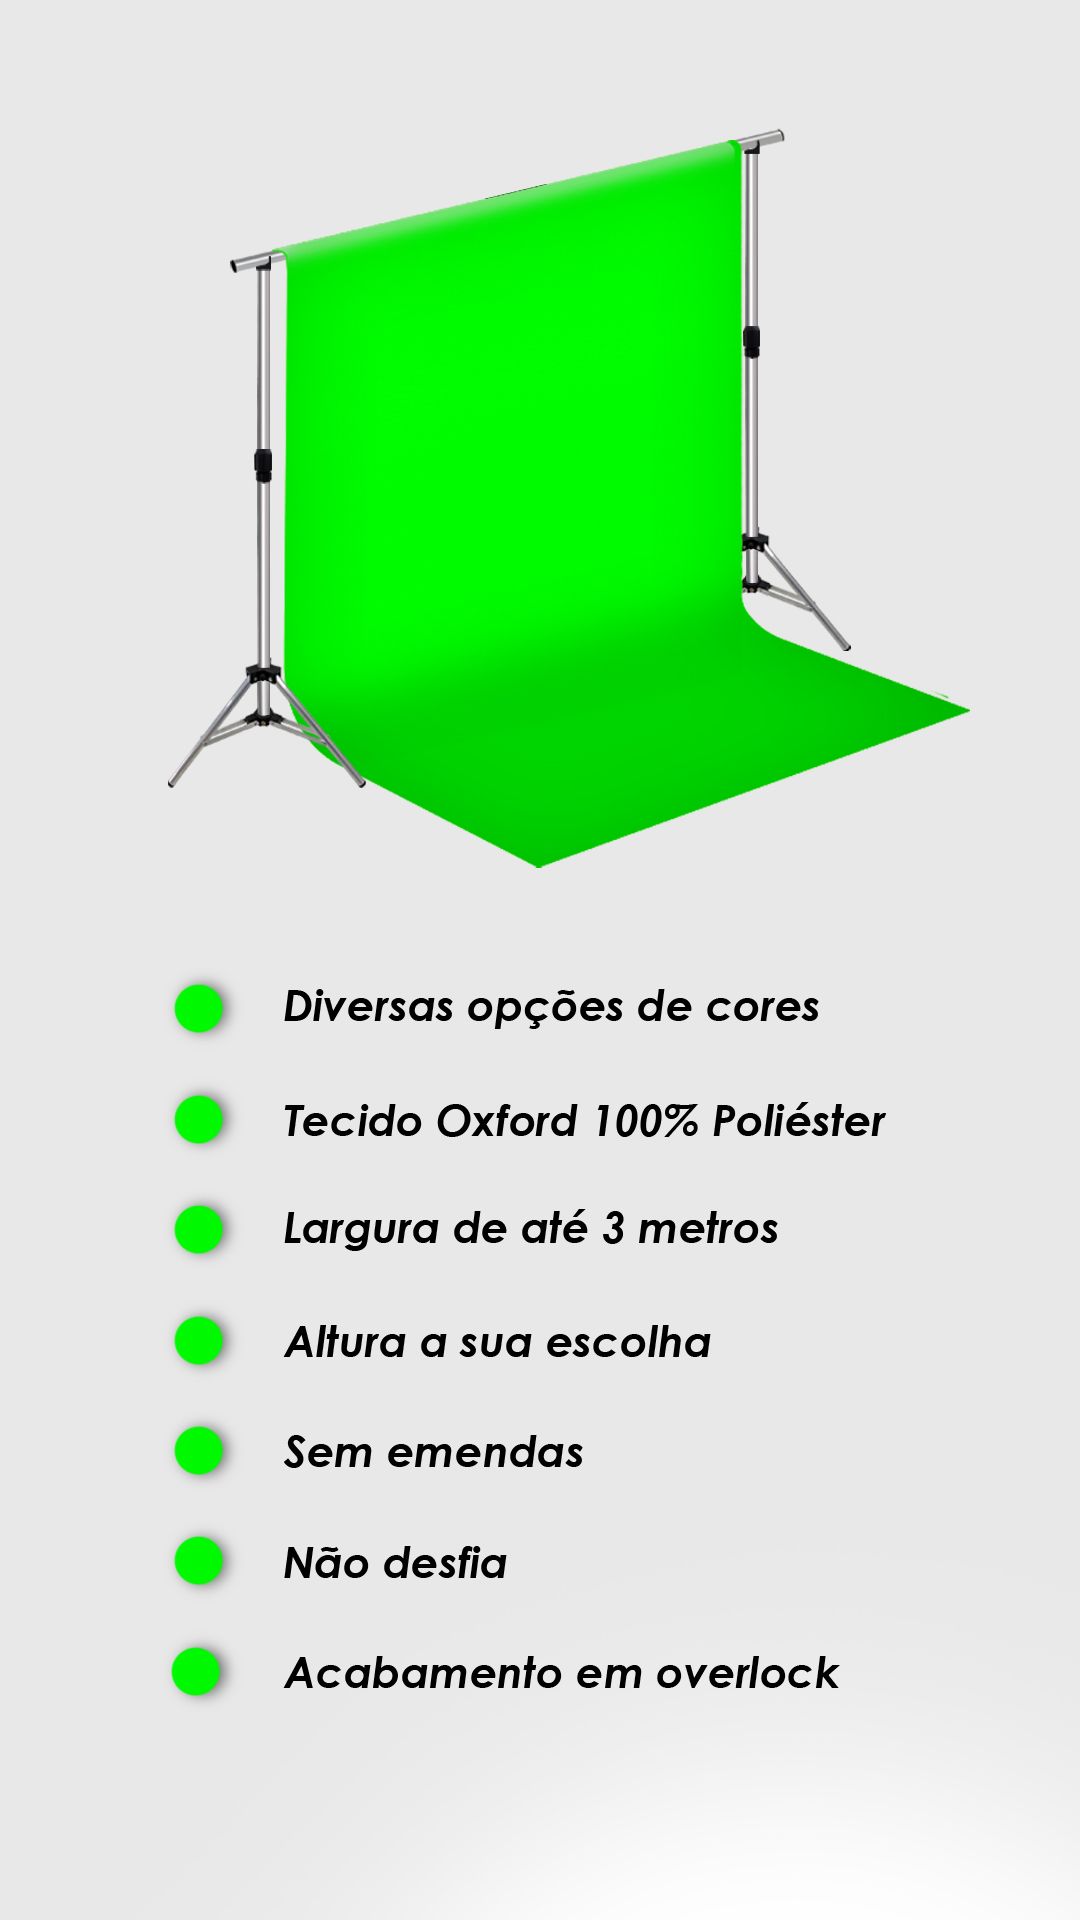 Diversas opções de cores
Tecido Oxford 100% Poliéster
Largura de até 3 metros
Altura a sua escolha
Sem emendas
Não desfia
Acabamento em overlock